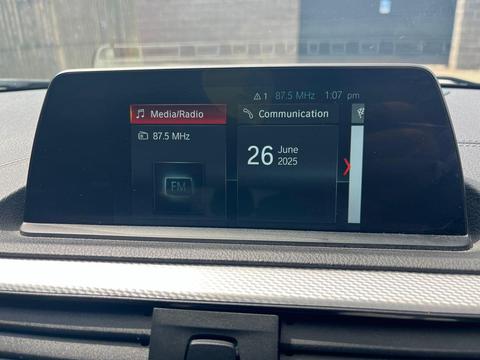 1 87.5 MHz 1:07 pm
Media/Radio Communication
87.5 MHz
26 June
2025
FM